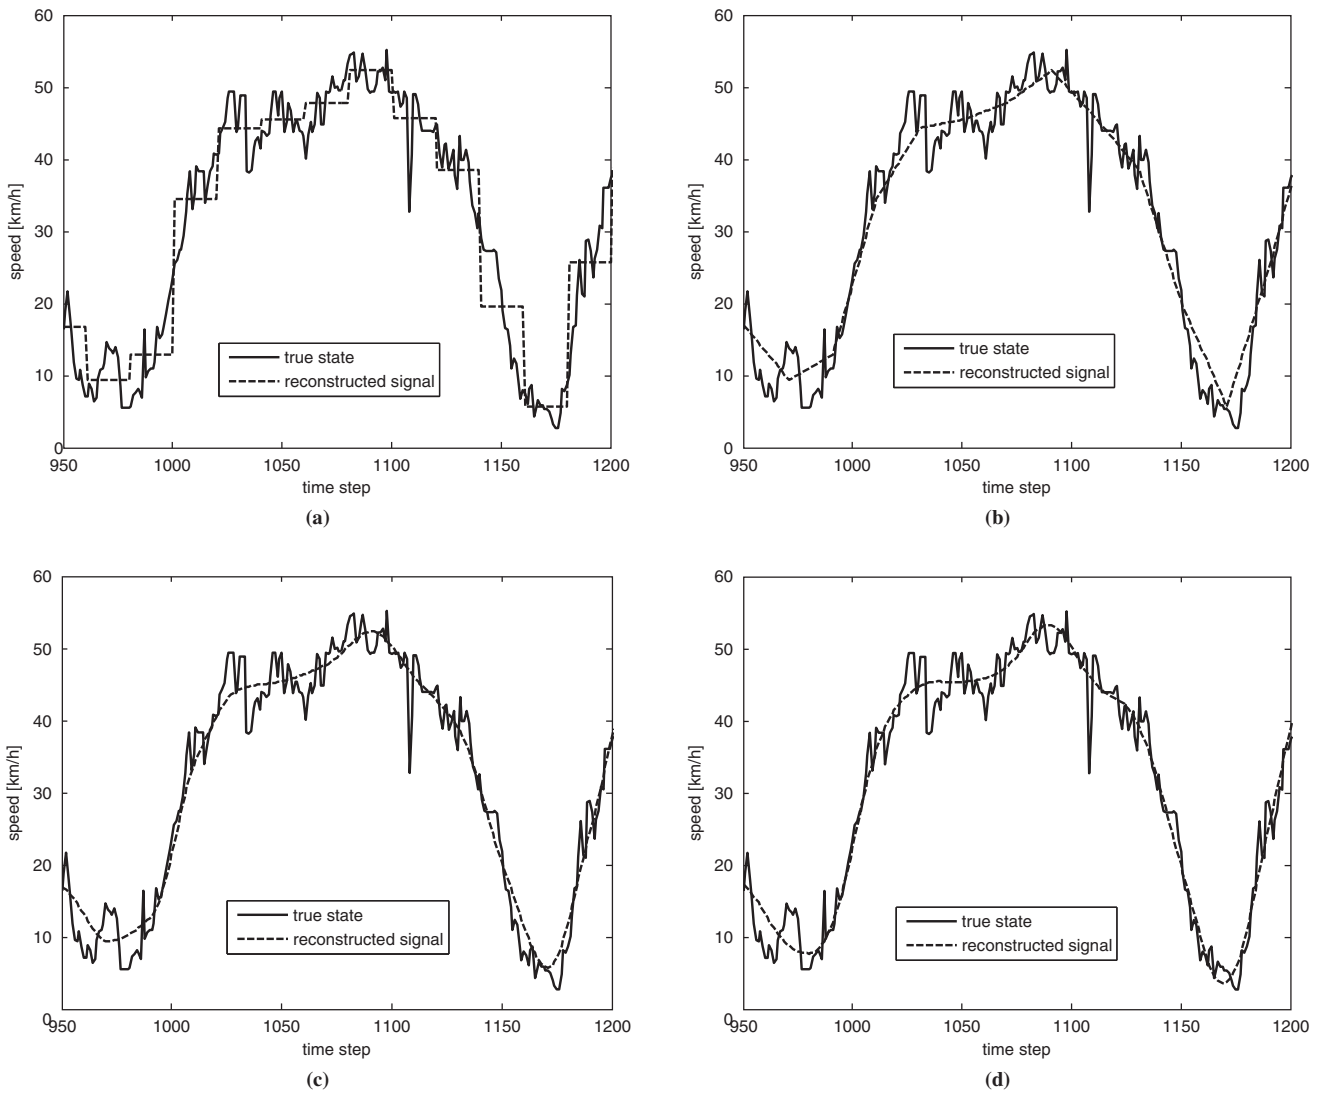 60
50
40
30
20
10
0
speed [km/h]
true state
reconstructed signal
950 1000 1050 1100 1150 1200
time step
(a)
60
50
40
30
20
10
0
speed [km/h]
true state
reconstructed signal
950 1000 1050 1100 1150 1200
time step
(b)
60
50
40
30
20
10
0
speed [km/h]
true state
reconstructed signal
950 1000 1050 1100 1150 1200
time step
(c)
60
50
40
30
20
10
0
speed [km/h]
true state
reconstructed signal
950 1000 1050 1100 1150 1200
time step
(d)